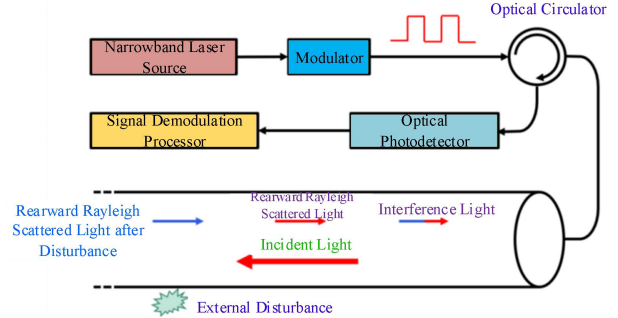 Optical Circulator
Narrowband Laser
Source
Modulator
Signal Demodulation
Processor
Optical
Photodetector
Rearward Rayleigh
Scattered Light after
Disturbance
Rearward Rayleigh
Scattered Light
Interference Light
Incident Light
External Disturbance